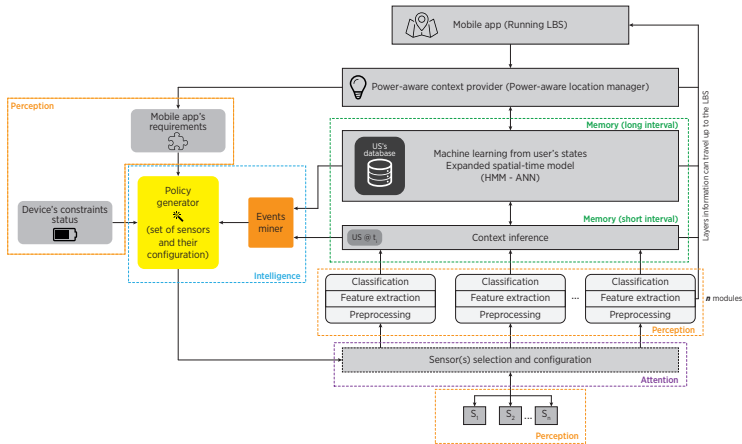 Mobile app (Running LBS)
Power-aware context provider (Power-aware location manager)
Perception
Mobile app's
requirements
Device's constraints
status
Policy
generator
(set of sensors
and their
configuration)
Intelligence
Events
miner
Memory (long interval)
US's
database
Machine learning from user's states
Expanded spatial-time model
(HMM - ANN)
Memory (short interval)
US @ ti
Context inference
Layers information can travel up to the LBS
Classification
Feature extraction
Preprocessing
Classification
Feature extraction
Preprocessing
...
Classification
Feature extraction
Preprocessing
n modules
Perception
Sensor(s) selection and configuration
Attention
S1
S2
...
Sn
Perception